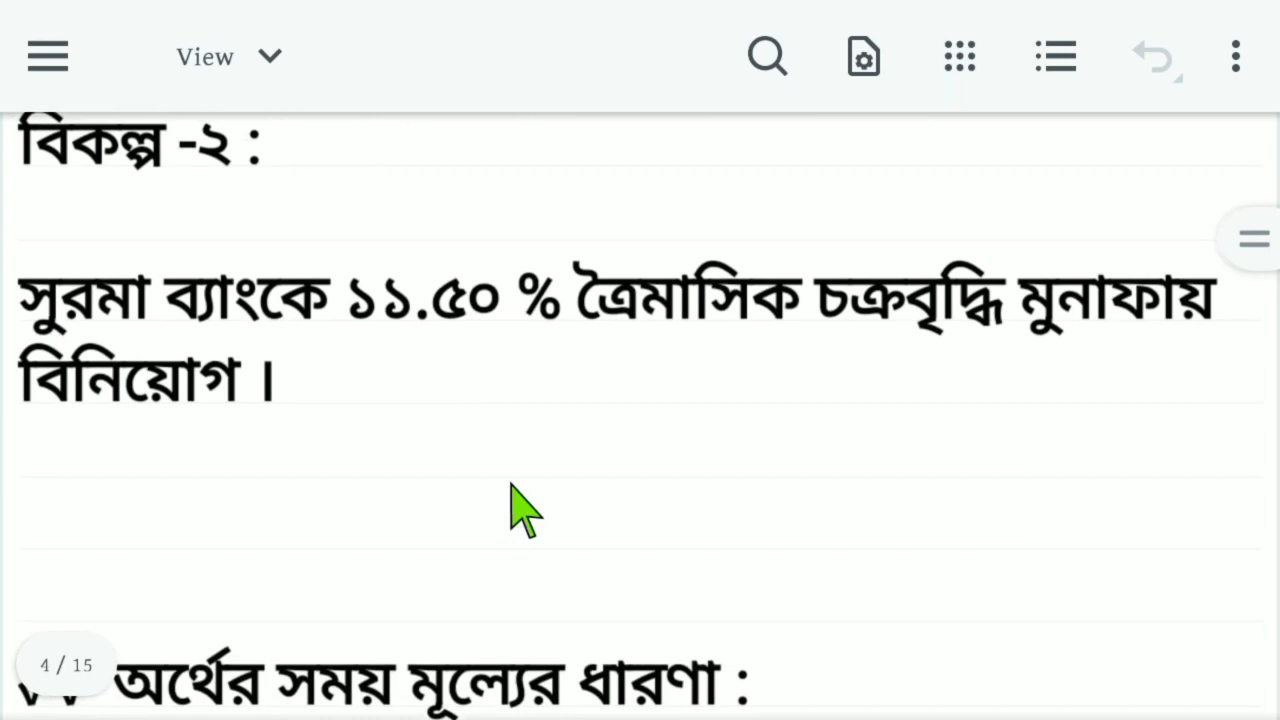 View
বিকল্প -২ :
সুরমা ব্যাংকে ১১.৫০ % ত্রৈমাসিক চক্রবৃদ্ধি মুনাফায়
বিনিয়োগ ।
4 / 15
অর্থের সময় মূল্যের ধারণা :